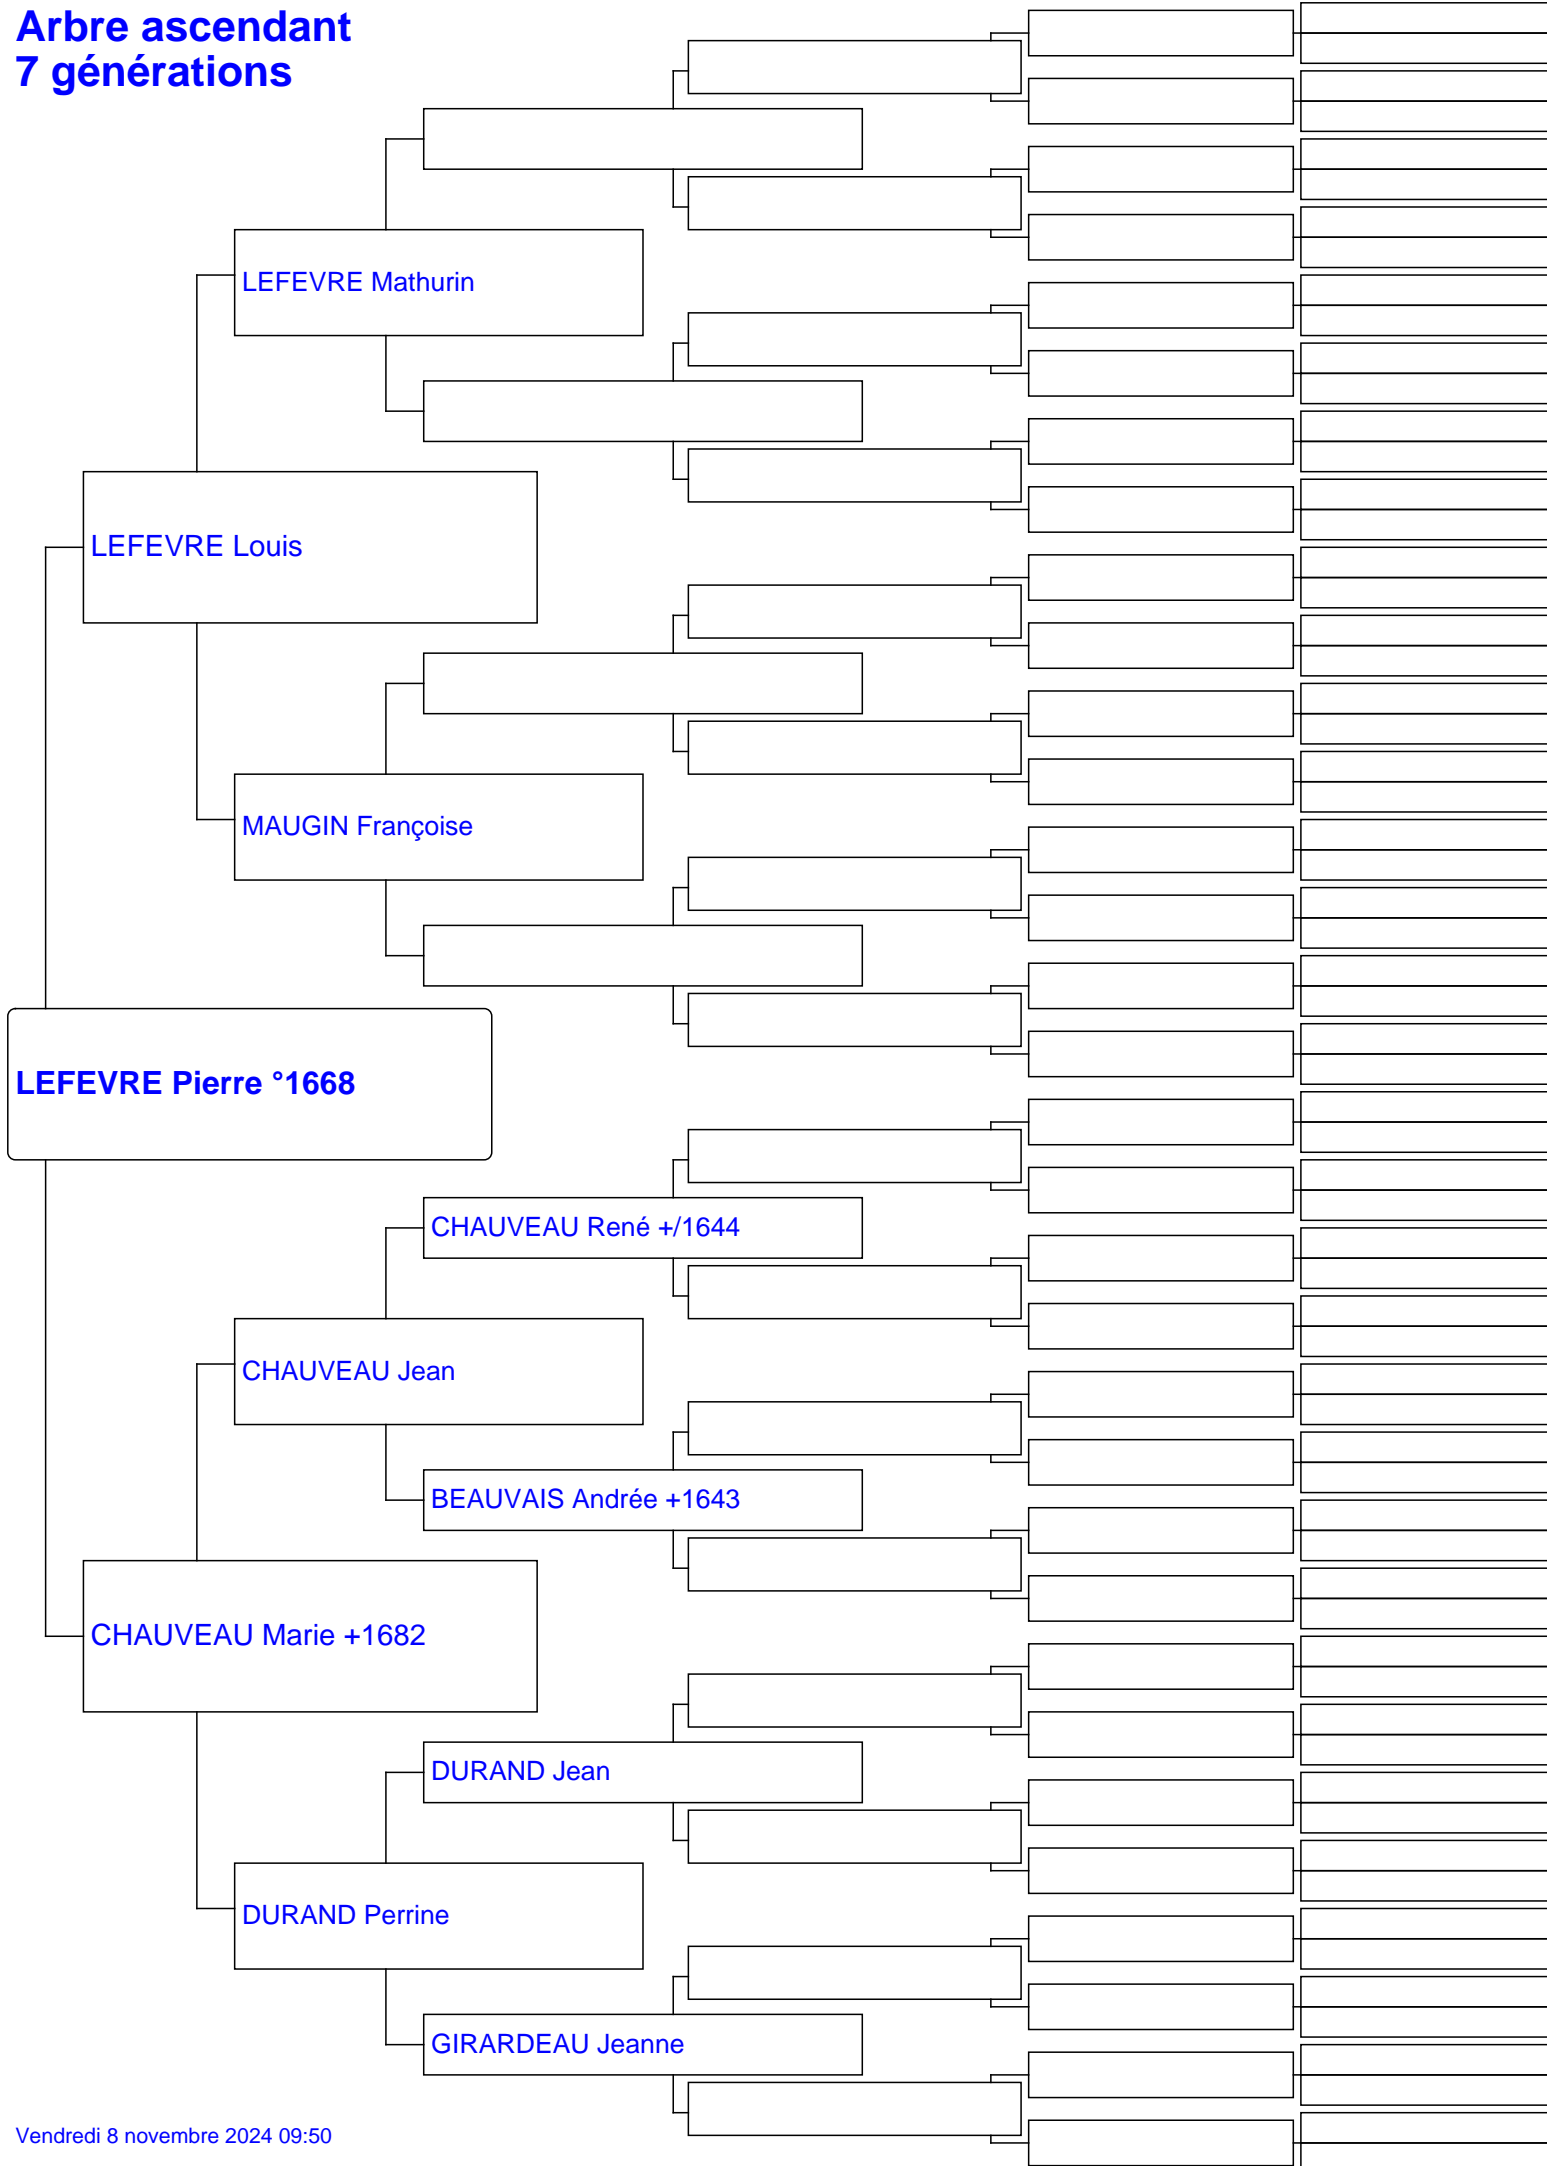 Arbre ascendant
7 générations
LEFEVRE Mathurin
LEFEVRE Louis
MAUGIN Françoise
LEFEVRE Pierre °1668
CHAUVEAU René +/1644
CHAUVEAU Jean
BEAUVAIS Andrée +1643
CHAUVEAU Marie +1682
DURAND Jean
DURAND Perrine
GIRARDEAU Jeanne
Vendredi 8 novembre 2024 09:50